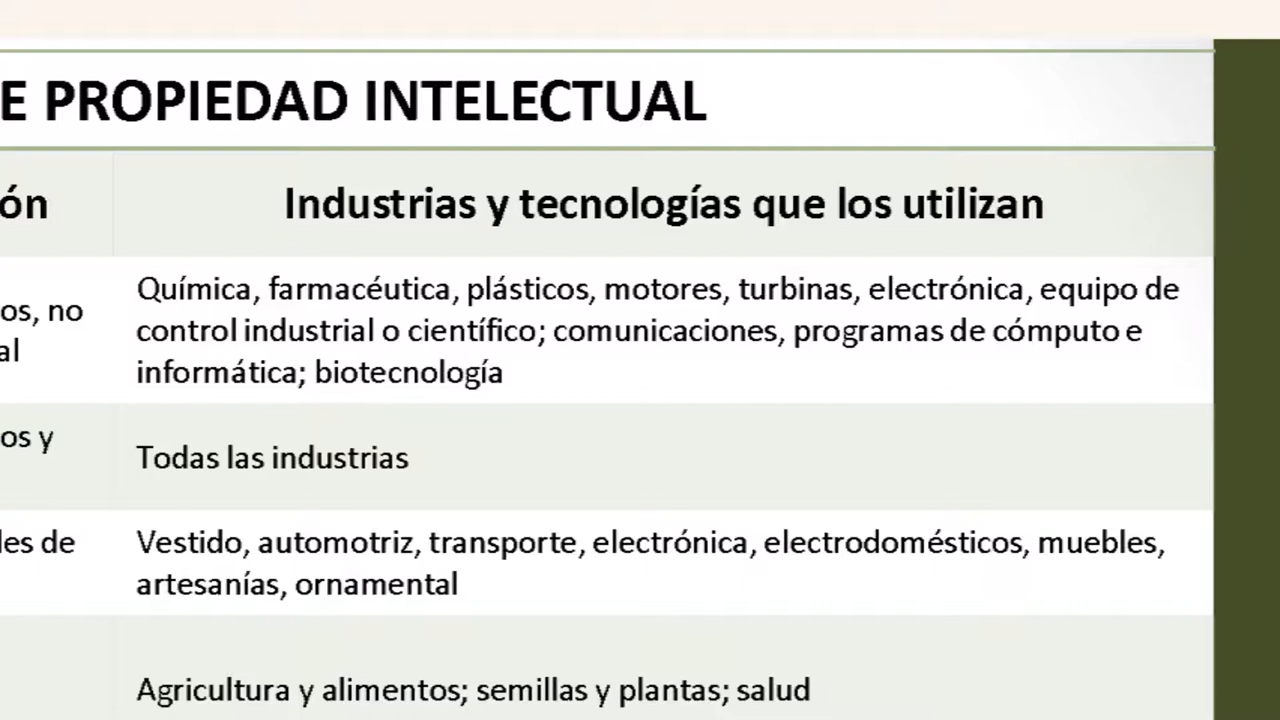 E PROPIEDAD INTELECTUAL
ón Industrias y tecnologías que los utilizan
os, no
al
Química, farmacéutica, plásticos, motores, turbinas, electrónica, equipo de
control industrial o científico; comunicaciones, programas de cómputo e
informática; biotecnología
os y
Todas las industrias
les de
Vestido, automotriz, transporte, electrónica, electrodomésticos, muebles,
artesanías, ornamental
Agricultura y alimentos; semillas y plantas; salud